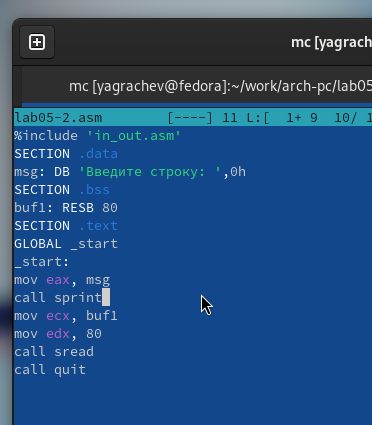 mc [yagrach
mc [yagrachev@fedora]:~/work/arch-pc/lab05
lab05-2.asm [----] 11 L:[ 1+ 9 10/ 1
%include 'in_out.asm'
SECTION .data
msg: DB 'Введите строку: ',0h
SECTION .bss
buf1: RESB 80
SECTION .text
GLOBAL _start
_start:
mov eax, msg
call sprint
mov ecx, buf1
mov edx, 80
call sread
call quit